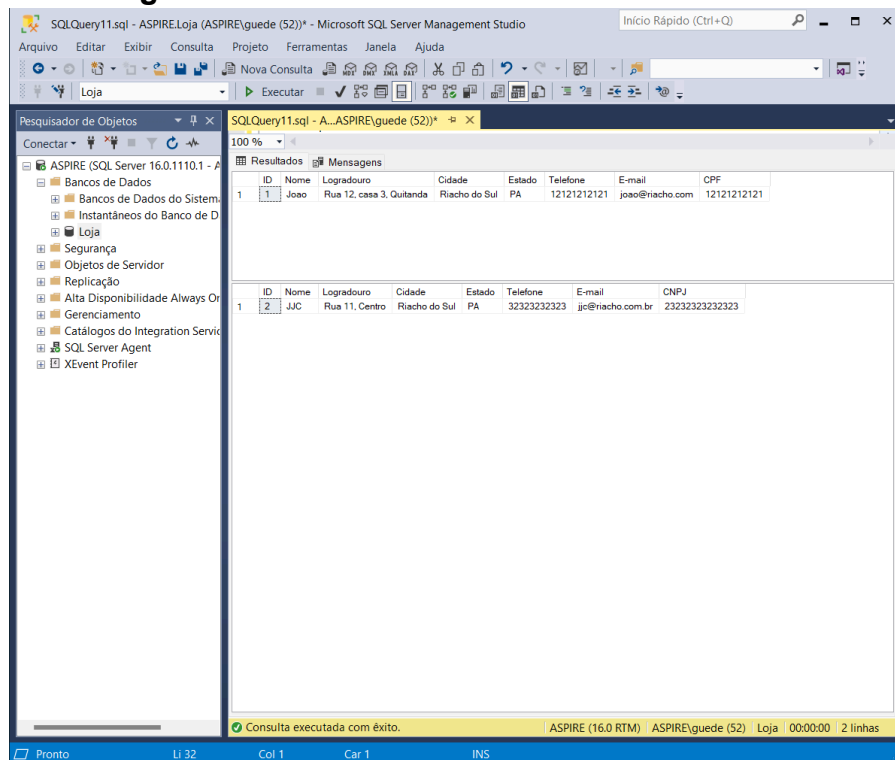 SQLQuery11.sql - ASPIRE.Loja (ASPIRE\guede (52))* - Microsoft SQL Server Management Studio
Início Rápido (Ctrl+Q)
Arquivo Editar Exibir Consulta Projeto Ferramentas Janela Ajuda
Nova Consulta MDX DMX XMLA DAX
Loja Executar
Pesquisador de Objetos
SQLQuery11.sql - A...ASPIRE\guede (52))*
Conectar
100 %
Resultados Mensagens
ASPIRE (SQL Server 16.0.1110.1 - A
Bancos de Dados
Bancos de Dados do Sistem
Instantâneos do Banco de D
Loja
Segurança
Objetos de Servidor
Replicação
Alta Disponibilidade Always Or
Gerenciamento
Catálogos do Integration Servic
SQL Server Agent
XEvent Profiler
ID Nome Logradouro Cidade Estado Telefone E-mail CPF
1 1 Joao Rua 12, casa 3, Quitanda Riacho do Sul PA 12121212121 joao@riacho.com 12121212121
ID Nome Logradouro Cidade Estado Telefone E-mail CNPJ
1 2 JJC Rua 11, Centro Riacho do Sul PA 32323232323 jjc@riacho.com.br 23232323232323
Consulta executada com êxito. ASPIRE (16.0 RTM) ASPIRE\guede (52) Loja 00:00:00 2 linhas
Pronto Li 32 Col 1 Car 1 INS